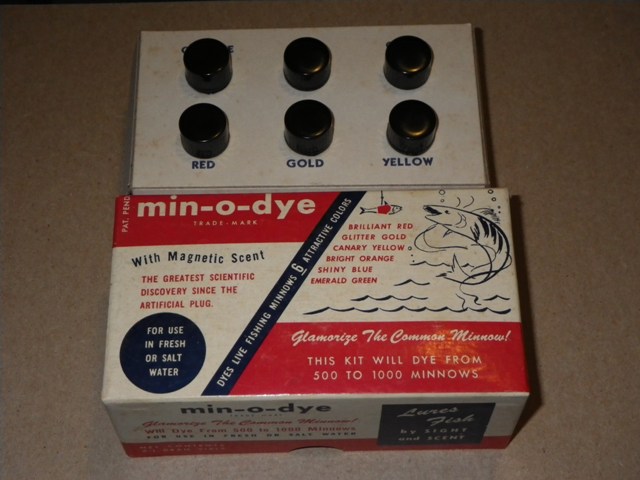 RED GOLD YELLOW
PAT. PEND
min-o-dye
TRADE-MARK
With Magnetic Scent
THE GREATEST SCIENTIFIC
DISCOVERY SINCE THE
ARTIFICIAL PLUG.
FOR USE
IN FRESH
OR SALT
WATER
DYES LIVE FISHING MINNOWS 6 ATTRACTIVE COLORS
BRILLIANT RED
GLITTER GOLD
CANARY YELLOW
BRIGHT ORANGE
SHINY BLUE
EMERALD GREEN
Glamorize The Common Minnow!
THIS KIT WILL DYE FROM
500 TO 1000 MINNOWS
min-o-dye
TRADE-MARK
Glamorize The Common Minnow!
Will Dye From 500 to 1000 Minnows
FOR USE IN FRESH OR SALT WATER
Lures
Fish
by SIGHT
and SCENT